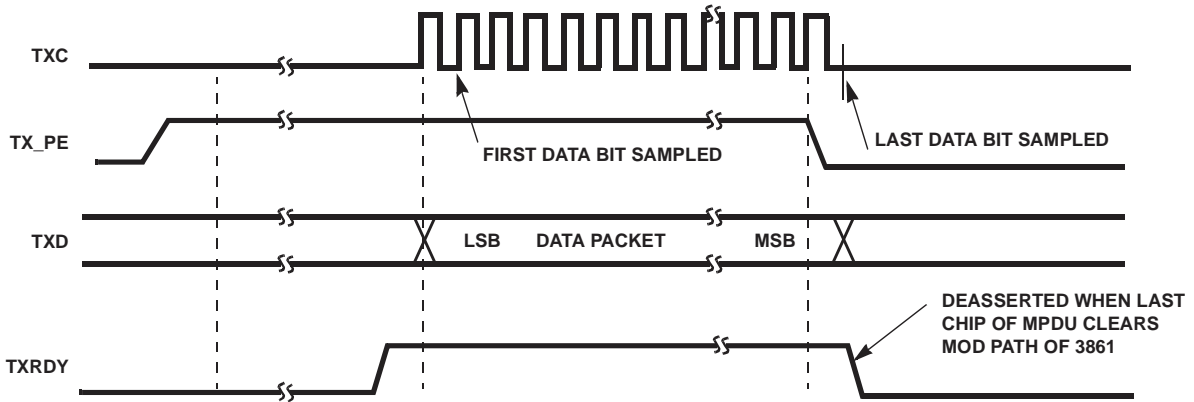 TXC
FIRST DATA BIT SAMPLED
LAST DATA BIT SAMPLED
TX_PE
TXD
LSB DATA PACKET MSB
DEASSERTED WHEN LAST
CHIP OF MPDU CLEARS
MOD PATH OF 3861
TXRDY